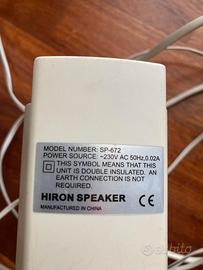 MODEL NUMBER: SP-672
POWER SOURCE: ~230V AC 50Hz,0.02A
THIS SYMBOL MEANS THAT THIS
UNIT IS DOUBLE INSULATED. AN
EARTH CONNECTION IS NOT
REQUIRED.
HIRON SPEAKER
MANUFACTURED IN CHINA
CE
subito